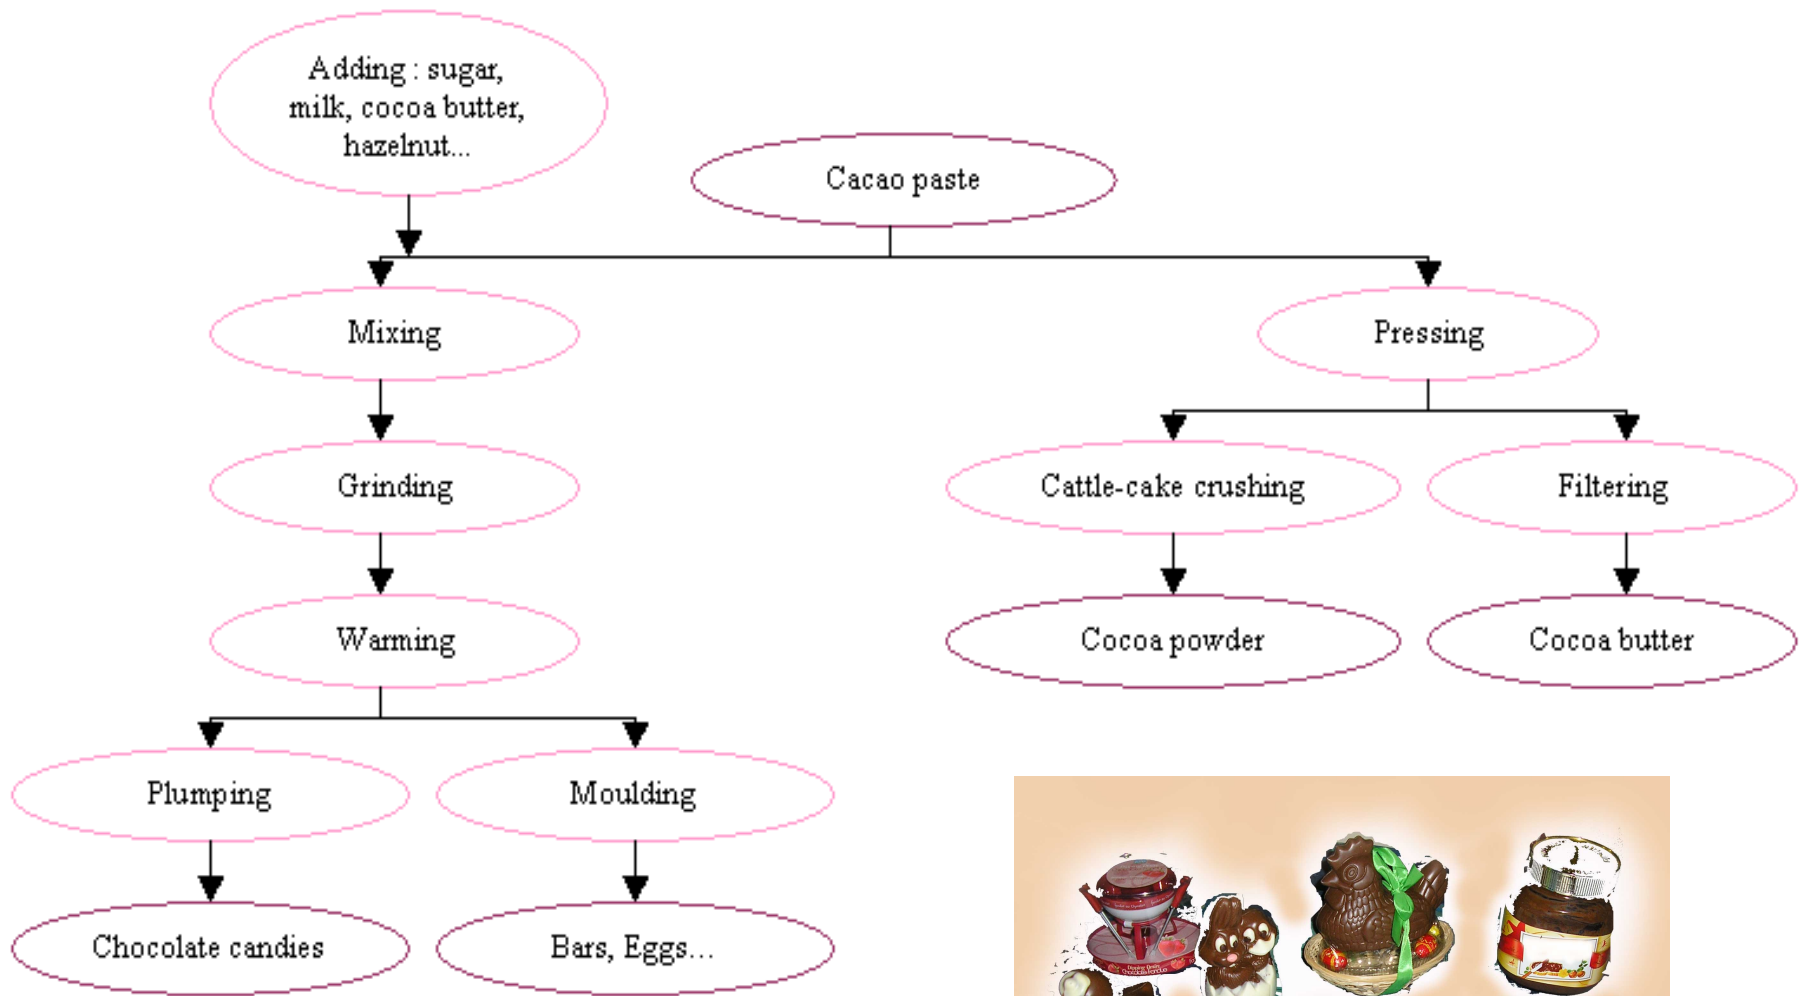 Adding : sugar,
milk, cocoa butter,
hazelnut...
Cacao paste
Mixing
Pressing
Grinding
Cattle-cake crushing
Filtering
Warming
Cocoa powder
Cocoa butter
Plumping
Moulding
Chocolate candies
Bars, Eggs...